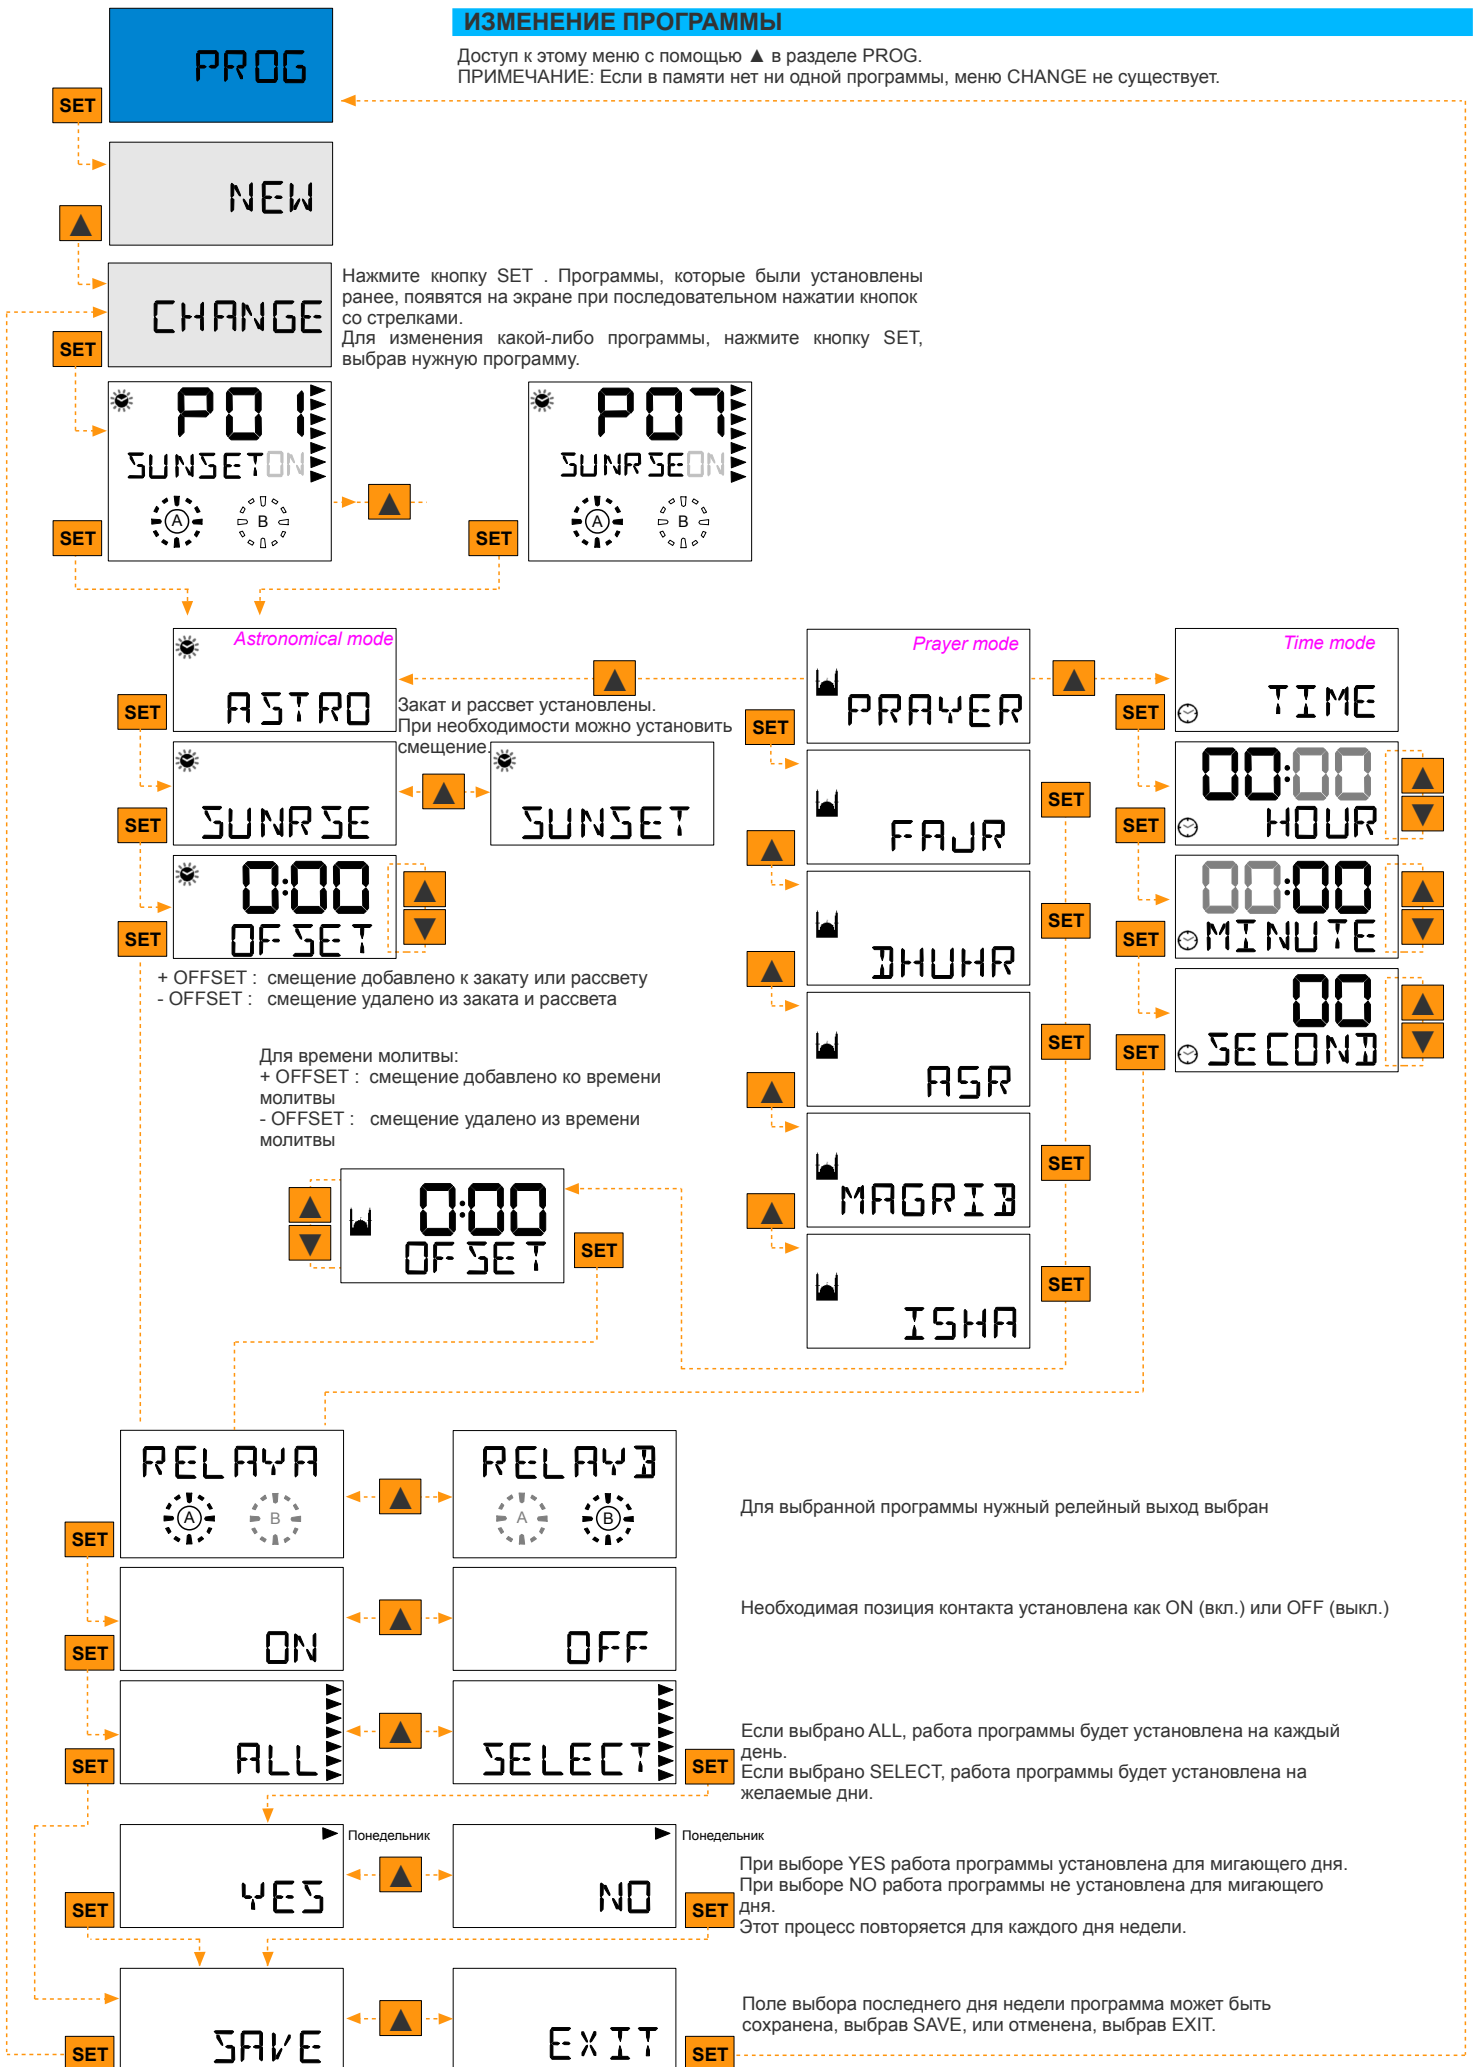 ИЗМЕНЕНИЕ ПРОГРАММЫ
Доступ к этому меню с помощью ▲ в разделе PROG.
ПРИМЕЧАНИЕ: Если в памяти нет ни одной программы, меню CHANGE не существует.
PROG
SET
NEW
▲
CHANGE
Нажмите кнопку SET . Программы, которые были установлены
ранее, появятся на экране при последовательном нажатии кнопок
со стрелками.
Для изменения какой-либо программы, нажмите кнопку SET,
выбрав нужную программу.
SET
P01
SUNSET ON
A B
▲
SET
P07
SUNRSE ON
A B
SET
Astronomical mode
ASTRO
SET
▲
Закат и рассвет установлены.
При необходимости можно установить
смещение.
SUNRSE
SET
▲
SUNSET
0:00
OFSET
SET
▲
▼
+ OFFSET : смещение добавлено к закату или рассвету
- OFFSET : смещение удалено из заката и рассвета
Prayer mode
PRAYER
SET
▲
FAJR
SET
▲
DHUHR
SET
▲
ASR
SET
▲
MAGRIB
SET
▲
ISHA
SET
Time mode
TIME
SET
00:00
HOUR
SET
▲
▼
00:00
MINUTE
SET
▲
▼
00
SECOND
SET
▲
▼
Для времени молитвы:
+ OFFSET : смещение добавлено ко времени
молитвы
- OFFSET : смещение удалено из времени
молитвы
▲
▼
0:00
OFSET
SET
RELAYA
A B
SET
▲
RELAYB
A B
Для выбранной программы нужный релейный выход выбран
ON
SET
▲
OFF
Необходимая позиция контакта установлена как ON (вкл.) или OFF (выкл.)
ALL
SET
▲
SELECT
SET
Если выбрано ALL, работа программы будет установлена на каждый
день.
Если выбрано SELECT, работа программы будет установлена на
желаемые дни.
Понедельник
YES
SET
▲
Понедельник
NO
SET
При выборе YES работа программы установлена для мигающего дня.
При выборе NO работа программы не установлена для мигающего
дня.
Этот процесс повторяется для каждого дня недели.
SAVE
SET
▲
EXIT
SET
Поле выбора последнего дня недели программа может быть
сохранена, выбрав SAVE, или отменена, выбрав EXIT.